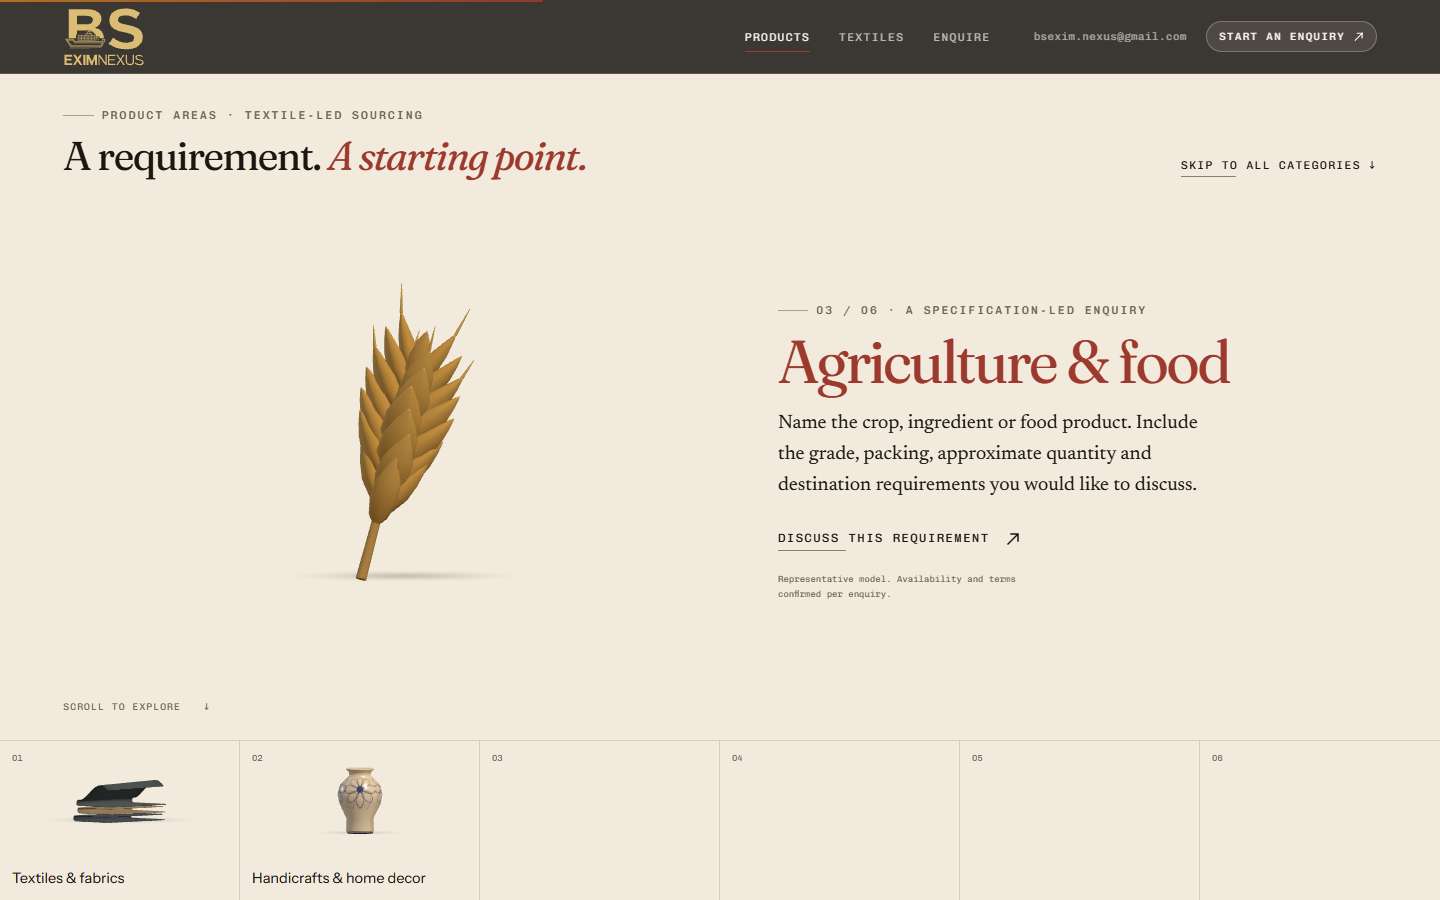 BS
EXIMNEXUS
PRODUCTS
TEXTILES
ENQUIRE
bsexim.nexus@gmail.com
START AN ENQUIRY ↗
PRODUCT AREAS · TEXTILE-LED SOURCING
A requirement. A starting point.
SKIP TO ALL CATEGORIES ↓
03 / 06 · A SPECIFICATION-LED ENQUIRY
Agriculture & food
Name the crop, ingredient or food product. Include
the grade, packing, approximate quantity and
destination requirements you would like to discuss.
DISCUSS THIS REQUIREMENT ↗
Representative model. Availability and terms
confirmed per enquiry.
SCROLL TO EXPLORE ↓
01
Textiles & fabrics
02
Handicrafts & home decor
03
04
05
06